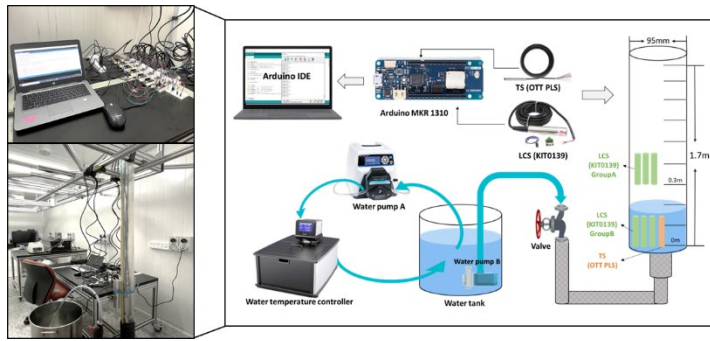 95mm
Arduino IDE
TS (OTT PLS)
Arduino MKR 1310
LCS (KIT0139)
1.7m
LCS
(KIT0139)
GroupA
0.3m
Water pump A
LCS
(KIT0139)
GroupB
Valve
0m
Water pump B
TS
(OTT PLS)
Water temperature controller
Water tank